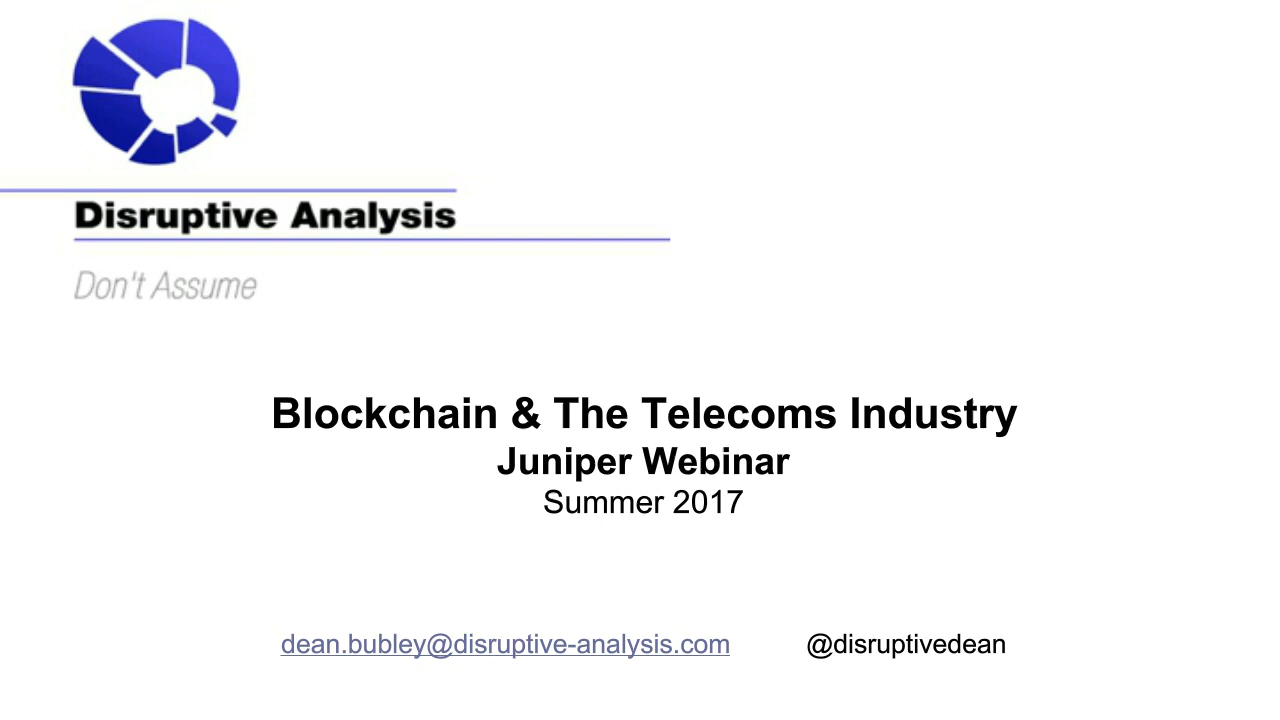 Disruptive Analysis
Don't Assume
Blockchain & The Telecoms Industry
Juniper Webinar
Summer 2017
dean.bubley@disruptive-analysis.com @disruptivedean